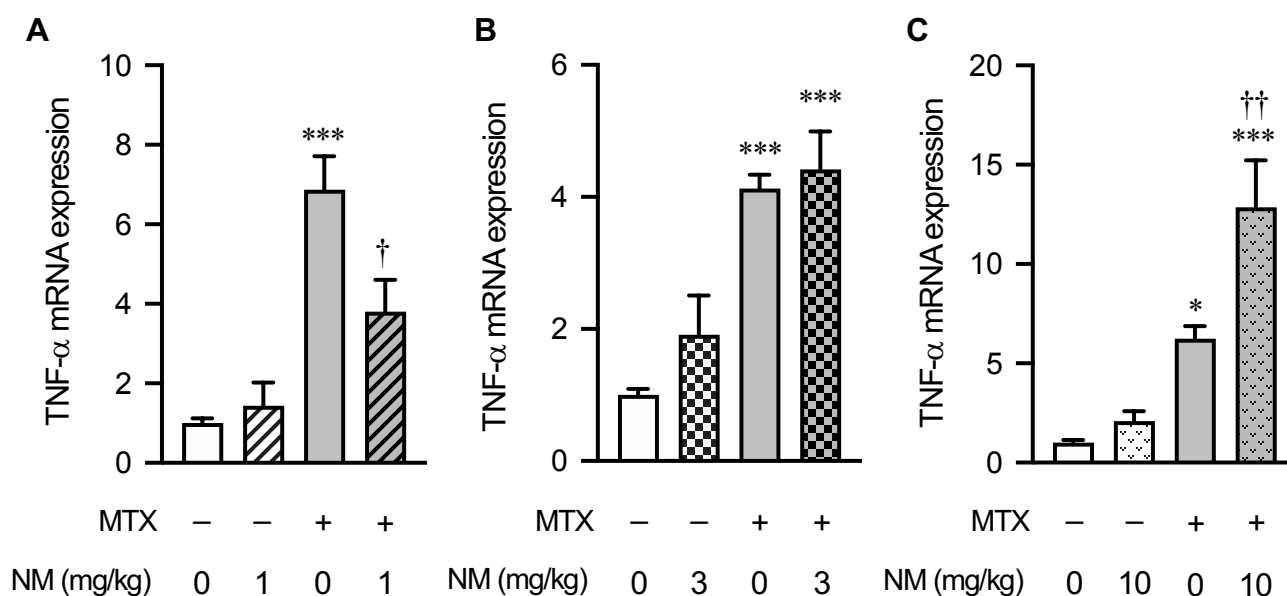 A
TNF-α mRNA expression
10
8
6
4
2
0
***
†
MTX – – + +
NM (mg/kg) 0 1 0 1
B
TNF-α mRNA expression
6
4
2
0
***
***
MTX – – + +
NM (mg/kg) 0 3 0 3
C
TNF-α mRNA expression
20
15
10
5
0
*
††
***
MTX – – + +
NM (mg/kg) 0 10 0 10